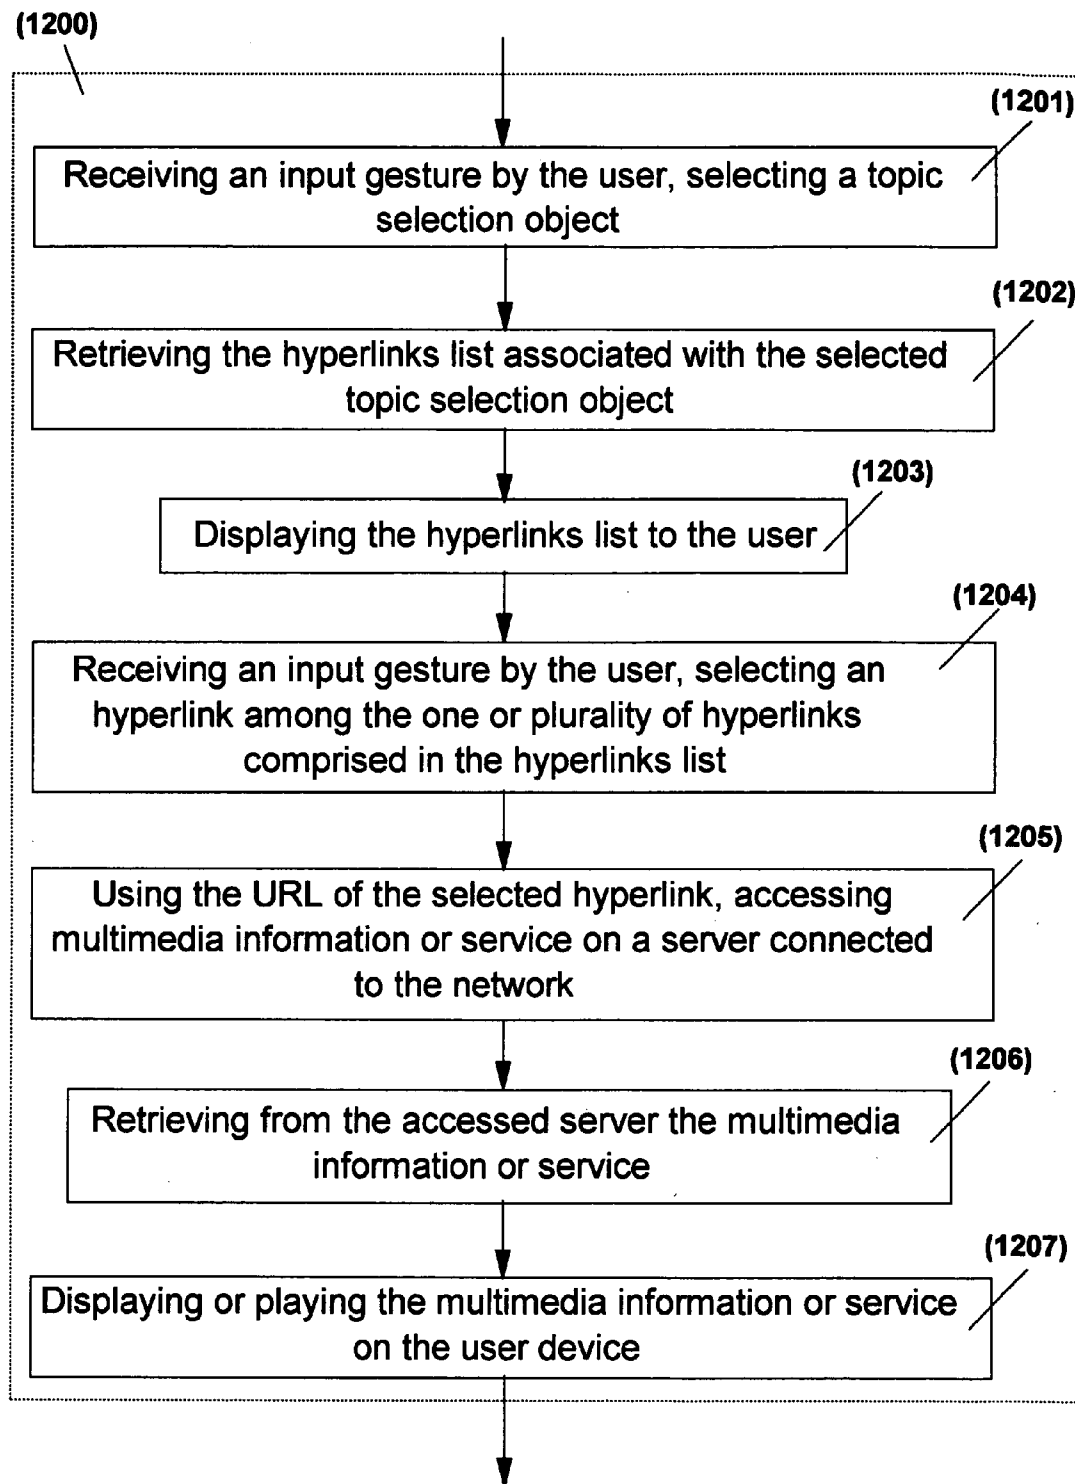 (1200)
(1201)
Receiving an input gesture by the user, selecting a topic
selection object
(1202)
Retrieving the hyperlinks list associated with the selected
topic selection object
(1203)
Displaying the hyperlinks list to the user
(1204)
Receiving an input gesture by the user, selecting an
hyperlink among the one or plurality of hyperlinks
comprised in the hyperlinks list
(1205)
Using the URL of the selected hyperlink, accessing
multimedia information or service on a server connected
to the network
(1206)
Retrieving from the accessed server the multimedia
information or service
(1207)
Displaying or playing the multimedia information or service
on the user device